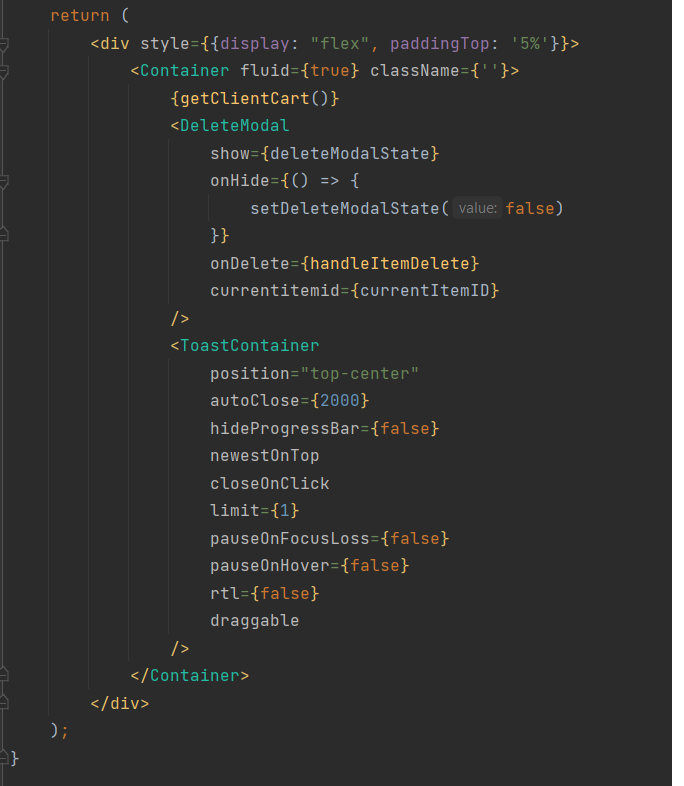 return (
<div style={{display: "flex", paddingTop: '5%'}}>
<Container fluid={true} className={''}>
{getClientCart()}
<DeleteModal
show={deleteModalState}
onHide={() => {
setDeleteModalState( value: false)
}}
onDelete={handleItemDelete}
currentitemid={currentItemID}
/>
<ToastContainer
position="top-center"
autoClose={2000}
hideProgressBar={false}
newestOnTop
closeOnClick
limit={1}
pauseOnFocusLoss={false}
pauseOnHover={false}
rtl={false}
draggable
/>
</Container>
</div>
);
}